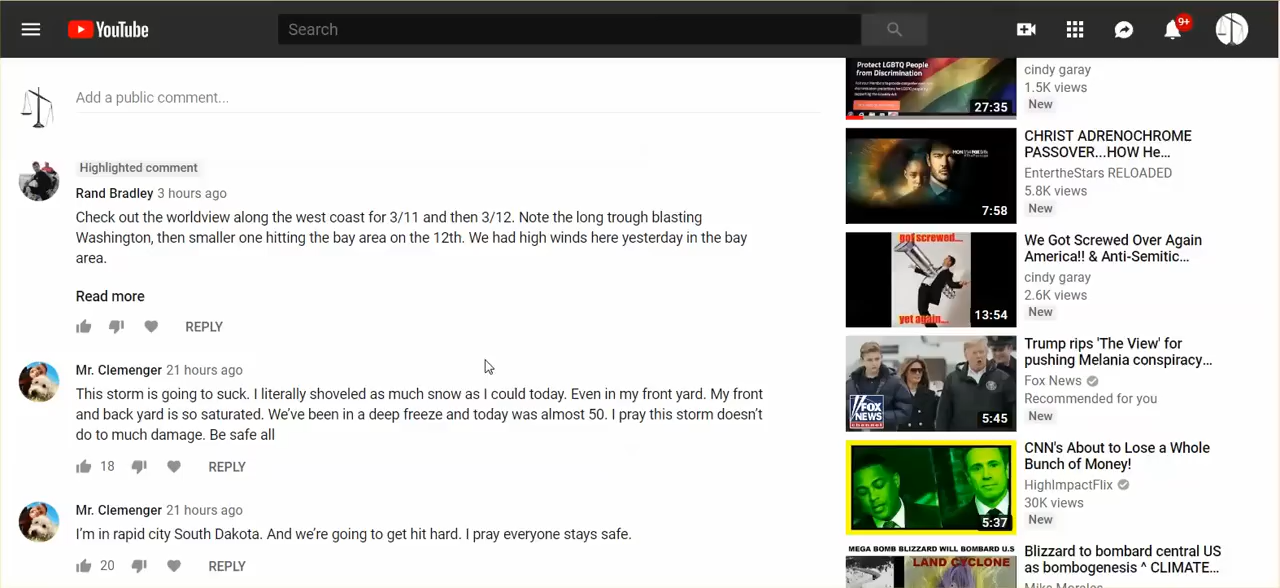 YouTube
Search
9+
Add a public comment...
Highlighted comment
Rand Bradley 3 hours ago
Check out the worldview along the west coast for 3/11 and then 3/12. Note the long trough blasting
Washington, then smaller one hitting the bay area on the 12th. We had high winds here yesterday in the bay
area.
Read more
REPLY
Mr. Clemenger 21 hours ago
This storm is going to suck. I literally shoveled as much snow as I could today. Even in my front yard. My front
and back yard is so saturated. We've been in a deep freeze and today was almost 50. I pray this storm doesn't
do to much damage. Be safe all
18 REPLY
Mr. Clemenger 21 hours ago
I'm in rapid city South Dakota. And we're going to get hit hard. I pray everyone stays safe.
20 REPLY
Protect LGBTQ People
from Discrimination
27:35
cindy garay
1.5K views
New
7:58
CHRIST ADRENOCHROME
PASSOVER...HOW He...
EntertheStars RELOADED
5.8K views
New
got screwed....
yet again....
13:54
We Got Screwed Over Again
America!! & Anti-Semitic...
cindy garay
2.6K views
New
FOX
NEWS
channel
5:45
Trump rips 'The View' for
pushing Melania conspiracy...
Fox News
Recommended for you
New
5:37
CNN's About to Lose a Whole
Bunch of Money!
HighImpactFlix
30K views
New
MEGA BOMB BLIZZARD WILL BOMBARD U.S
LAND CYCLONE
Blizzard to bombard central US
as bombogenesis ^ CLIMATE...
Mike Morales